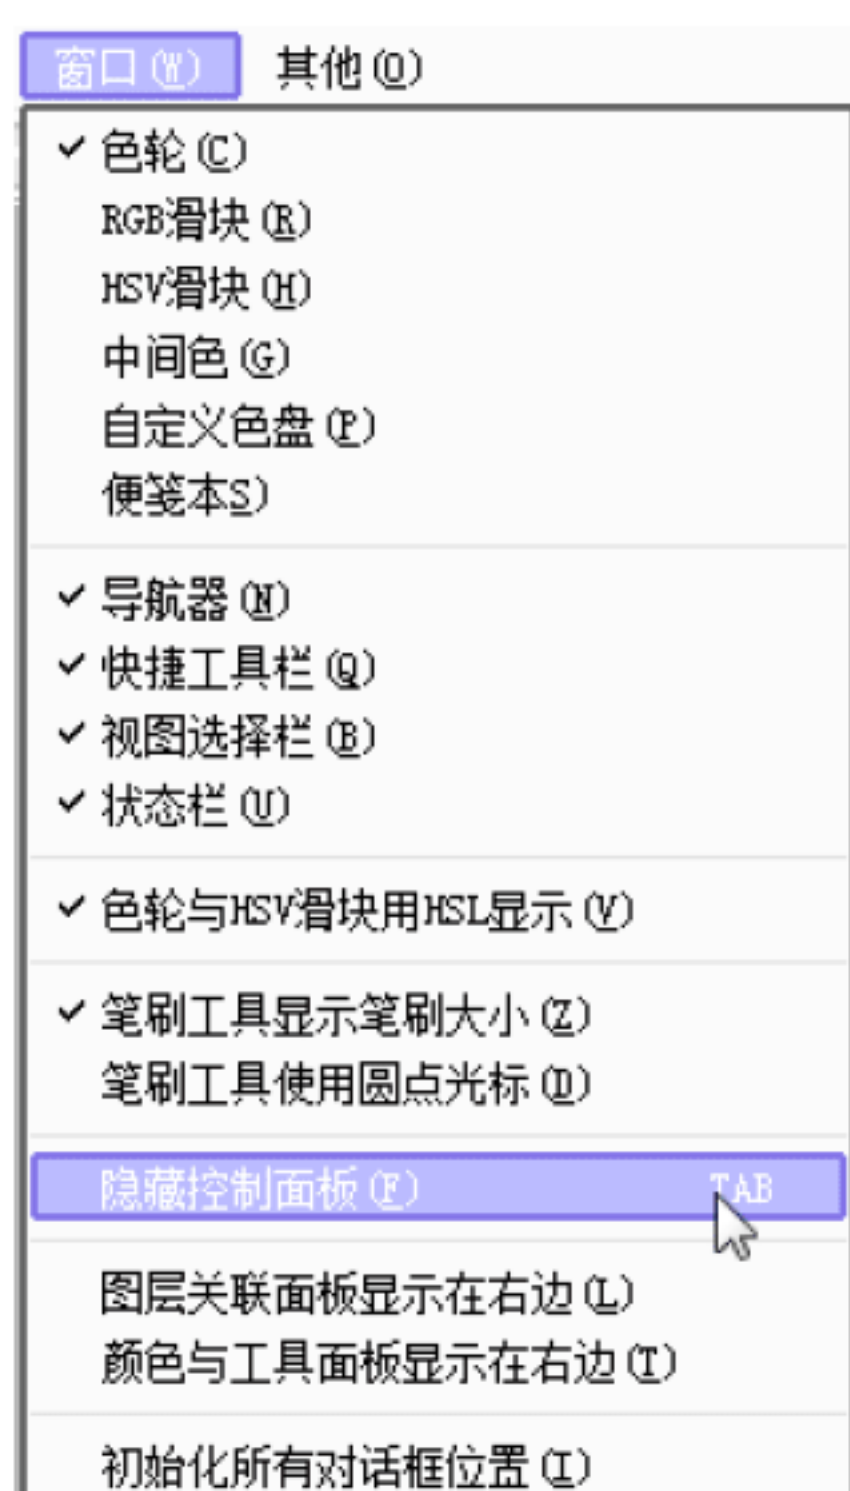 窗口(W) 其他(O)
色轮(C)
RGB滑块(R)
HSV滑块(H)
中间色(G)
自定义色盘(P)
便笺本S)
导航器(N)
快捷工具栏(Q)
视图选择栏(B)
状态栏(U)
色轮与HSV滑块用HSL显示(V)
笔刷工具显示笔刷大小(Z)
笔刷工具使用圆点光标(D)
隐藏控制面板(F) TAB
图层关联面板显示在右边(L)
颜色与工具面板显示在右边(T)
初始化所有对话框位置(I)